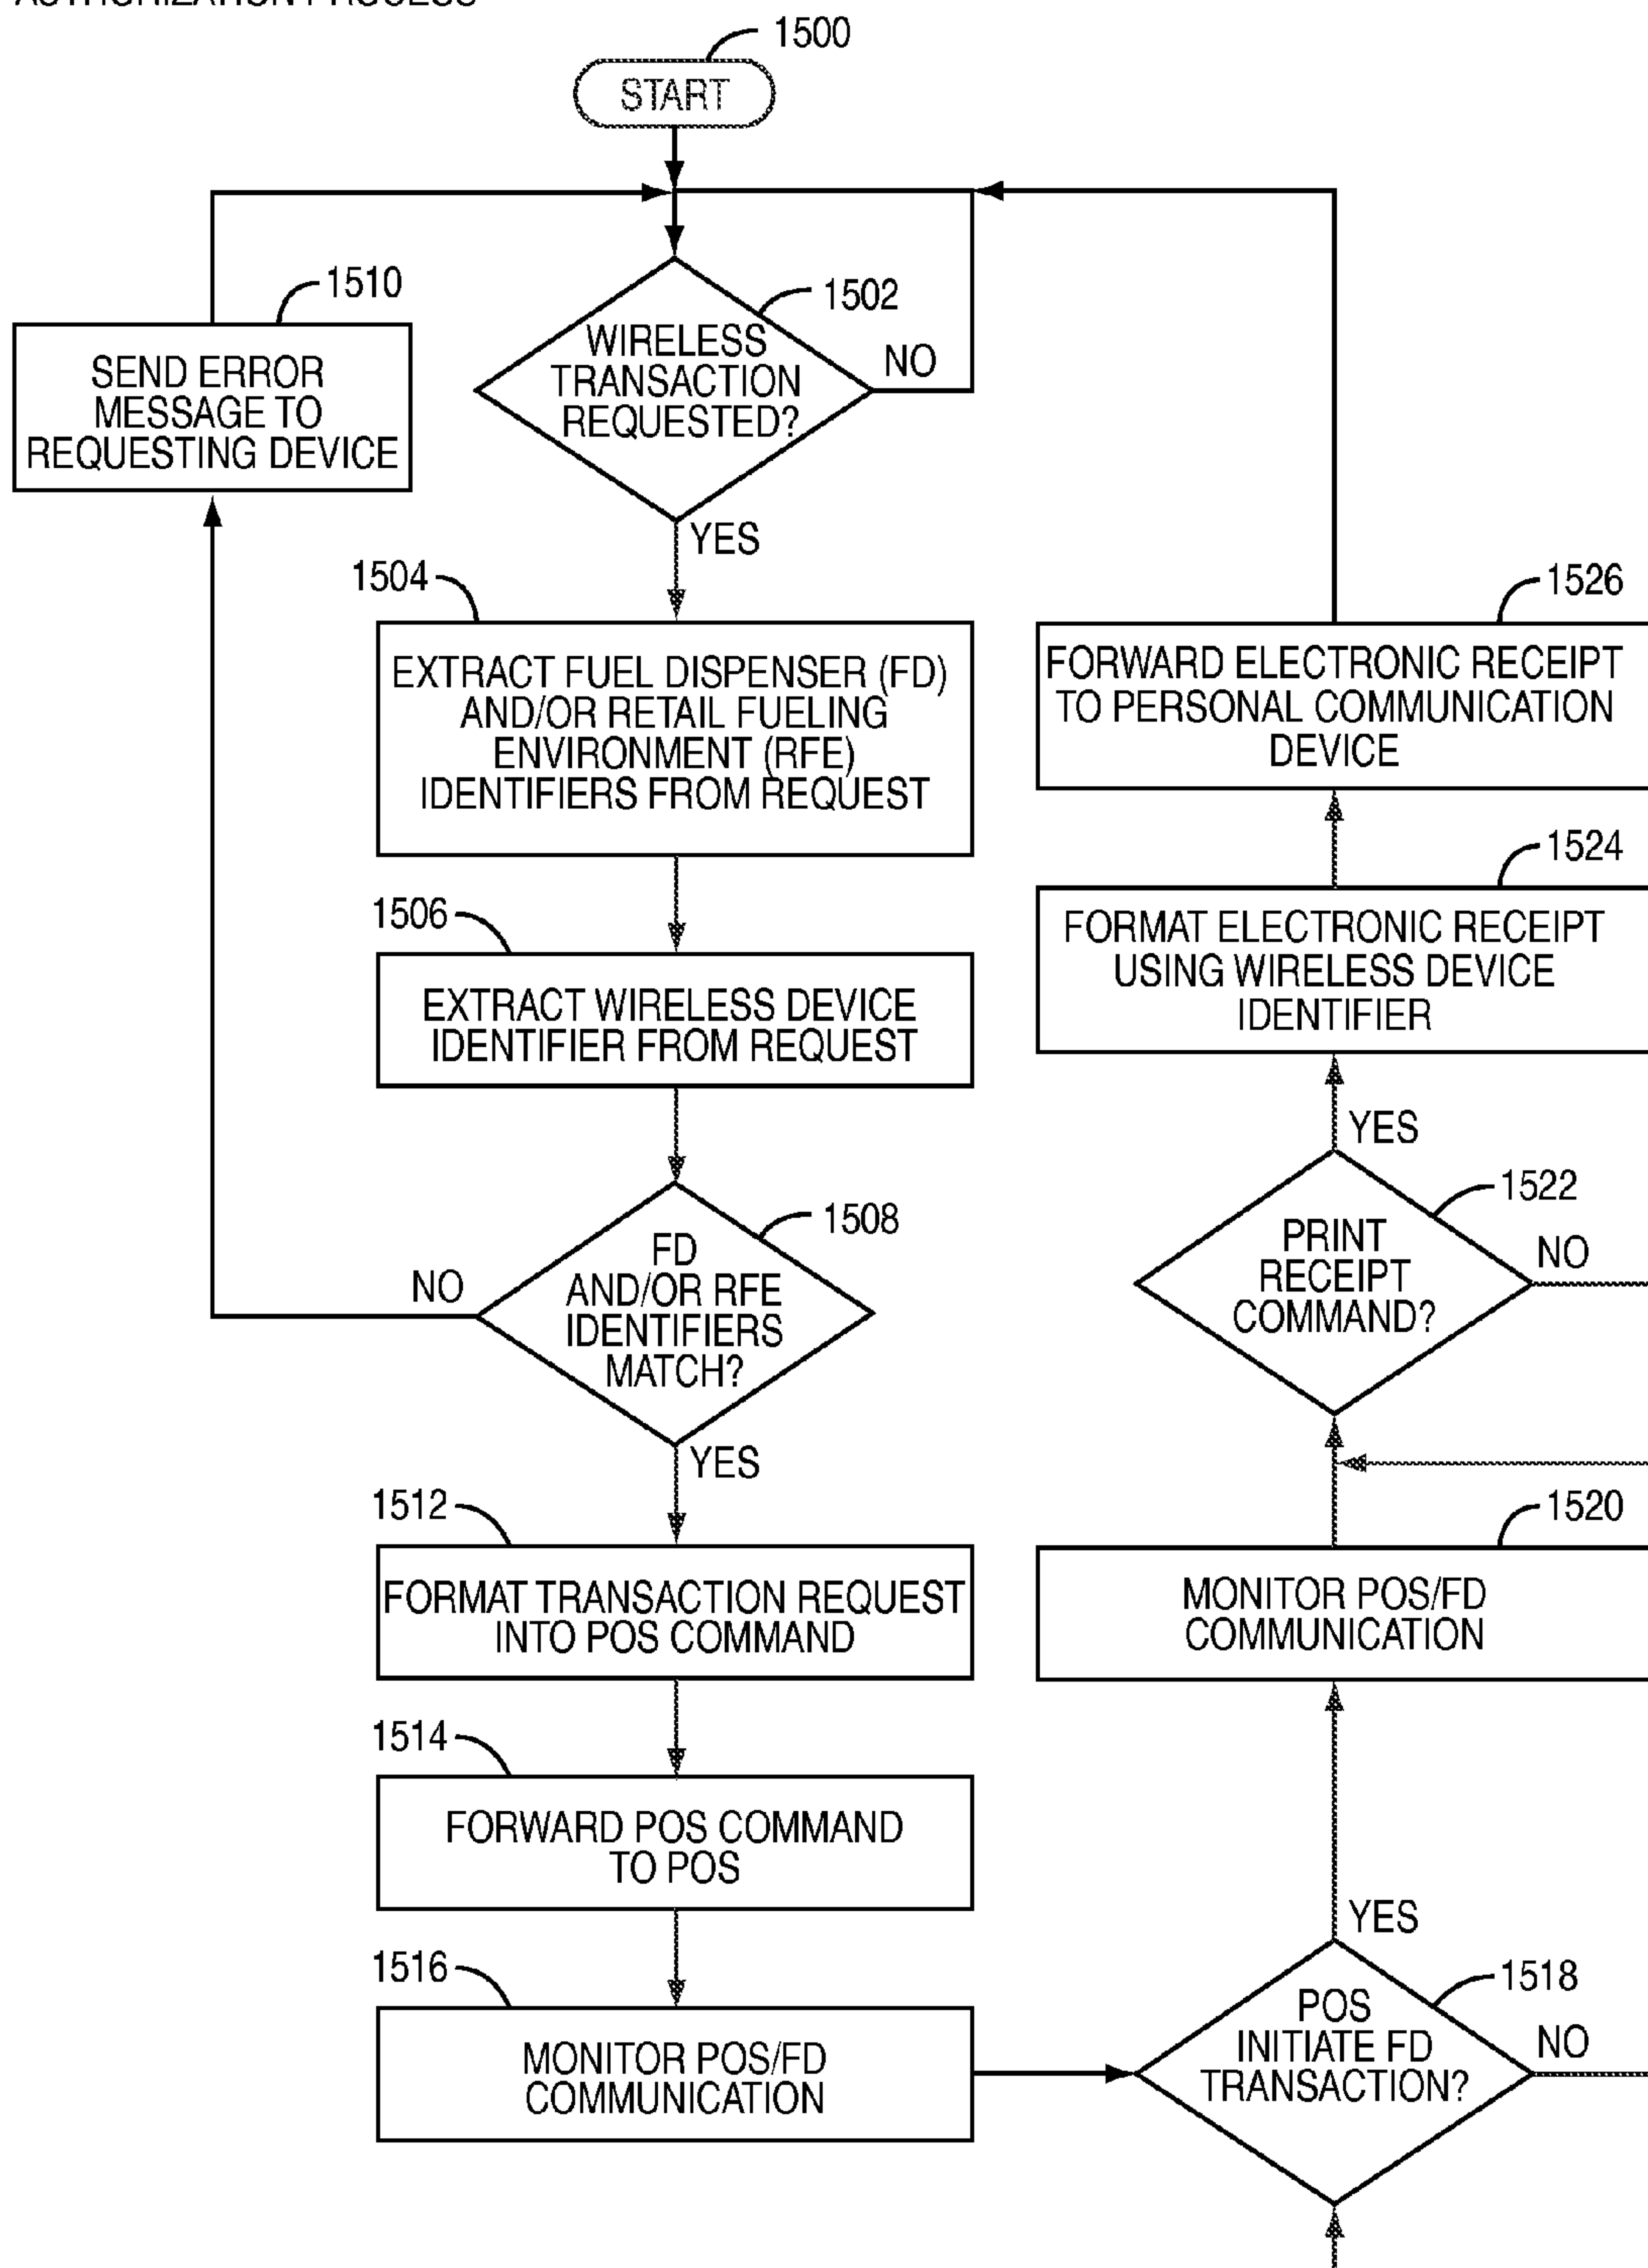 AUTHORIZATION PROCESS
1500
START
1510
SEND ERROR
MESSAGE TO
REQUESTING DEVICE
1502
WIRELESS
TRANSACTION
REQUESTED?
NO
YES
1504
EXTRACT FUEL DISPENSER (FD)
AND/OR RETAIL FUELING
ENVIRONMENT (RFE)
IDENTIFIERS FROM REQUEST
1506
EXTRACT WIRELESS DEVICE
IDENTIFIER FROM REQUEST
1508
FD
AND/OR RFE
IDENTIFIERS
MATCH?
NO
YES
1512
FORMAT TRANSACTION REQUEST
INTO POS COMMAND
1514
FORWARD POS COMMAND
TO POS
1516
MONITOR POS/FD
COMMUNICATION
1518
POS
INITIATE FD
TRANSACTION?
NO
YES
1520
MONITOR POS/FD
COMMUNICATION
1522
PRINT
RECEIPT
COMMAND?
NO
YES
1524
FORMAT ELECTRONIC RECEIPT
USING WIRELESS DEVICE
IDENTIFIER
1526
FORWARD ELECTRONIC RECEIPT
TO PERSONAL COMMUNICATION
DEVICE